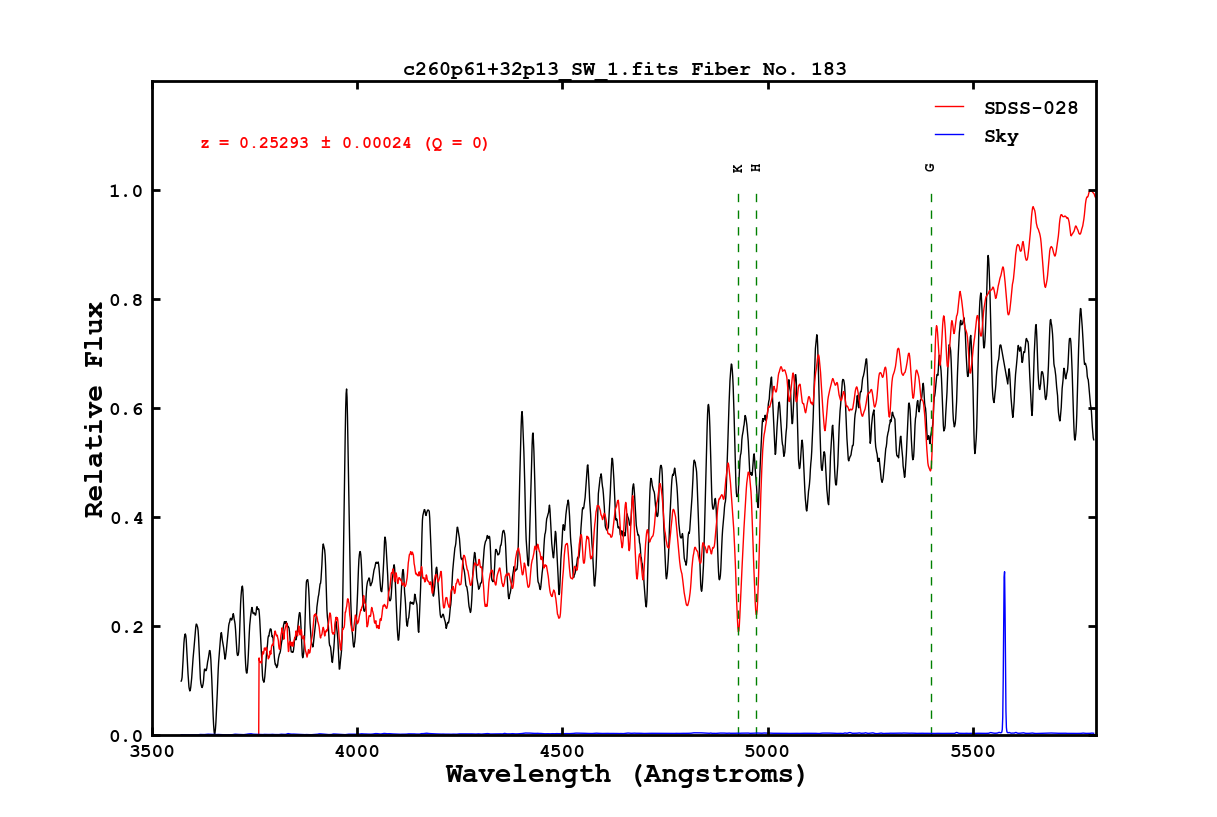 c260p61+32p13_SW_1.fits Fiber No. 183
SDSS-028
Sky
z = 0.25293 ± 0.00024 (Q = 0)
K
H
G
1.0
0.8
0.6
0.4
0.2
0.0
Relative Flux
3500
4000
4500
5000
5500
Wavelength (Angstroms)